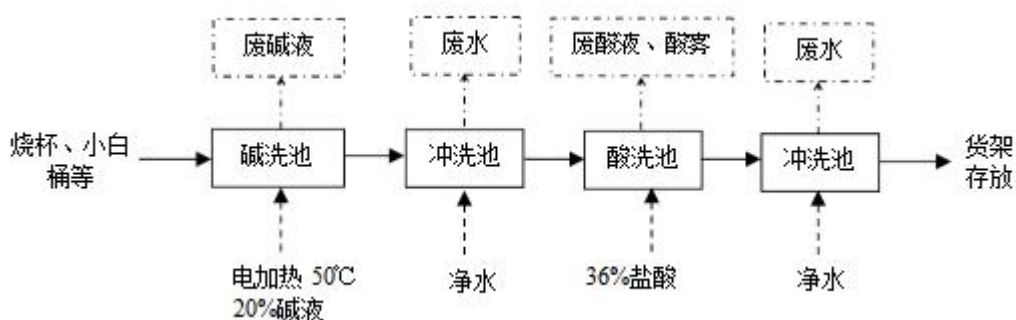 废碱液
废水
废酸液、酸雾
废水
烧杯、小白
桶等
碱洗池
冲洗池
酸洗池
冲洗池
货架
存放
电加热 50℃
20%碱液
净水
36%盐酸
净水